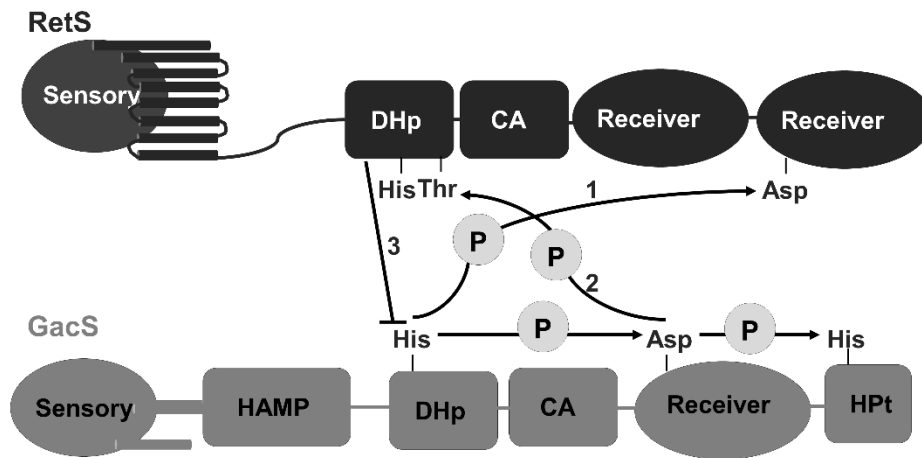 RetS
Sensory
DHp
CA
Receiver
Receiver
His Thr
Asp
1
P
P
3
2
GacS
His
P
Asp
P
His
Sensory
HAMP
DHp
CA
Receiver
HPt